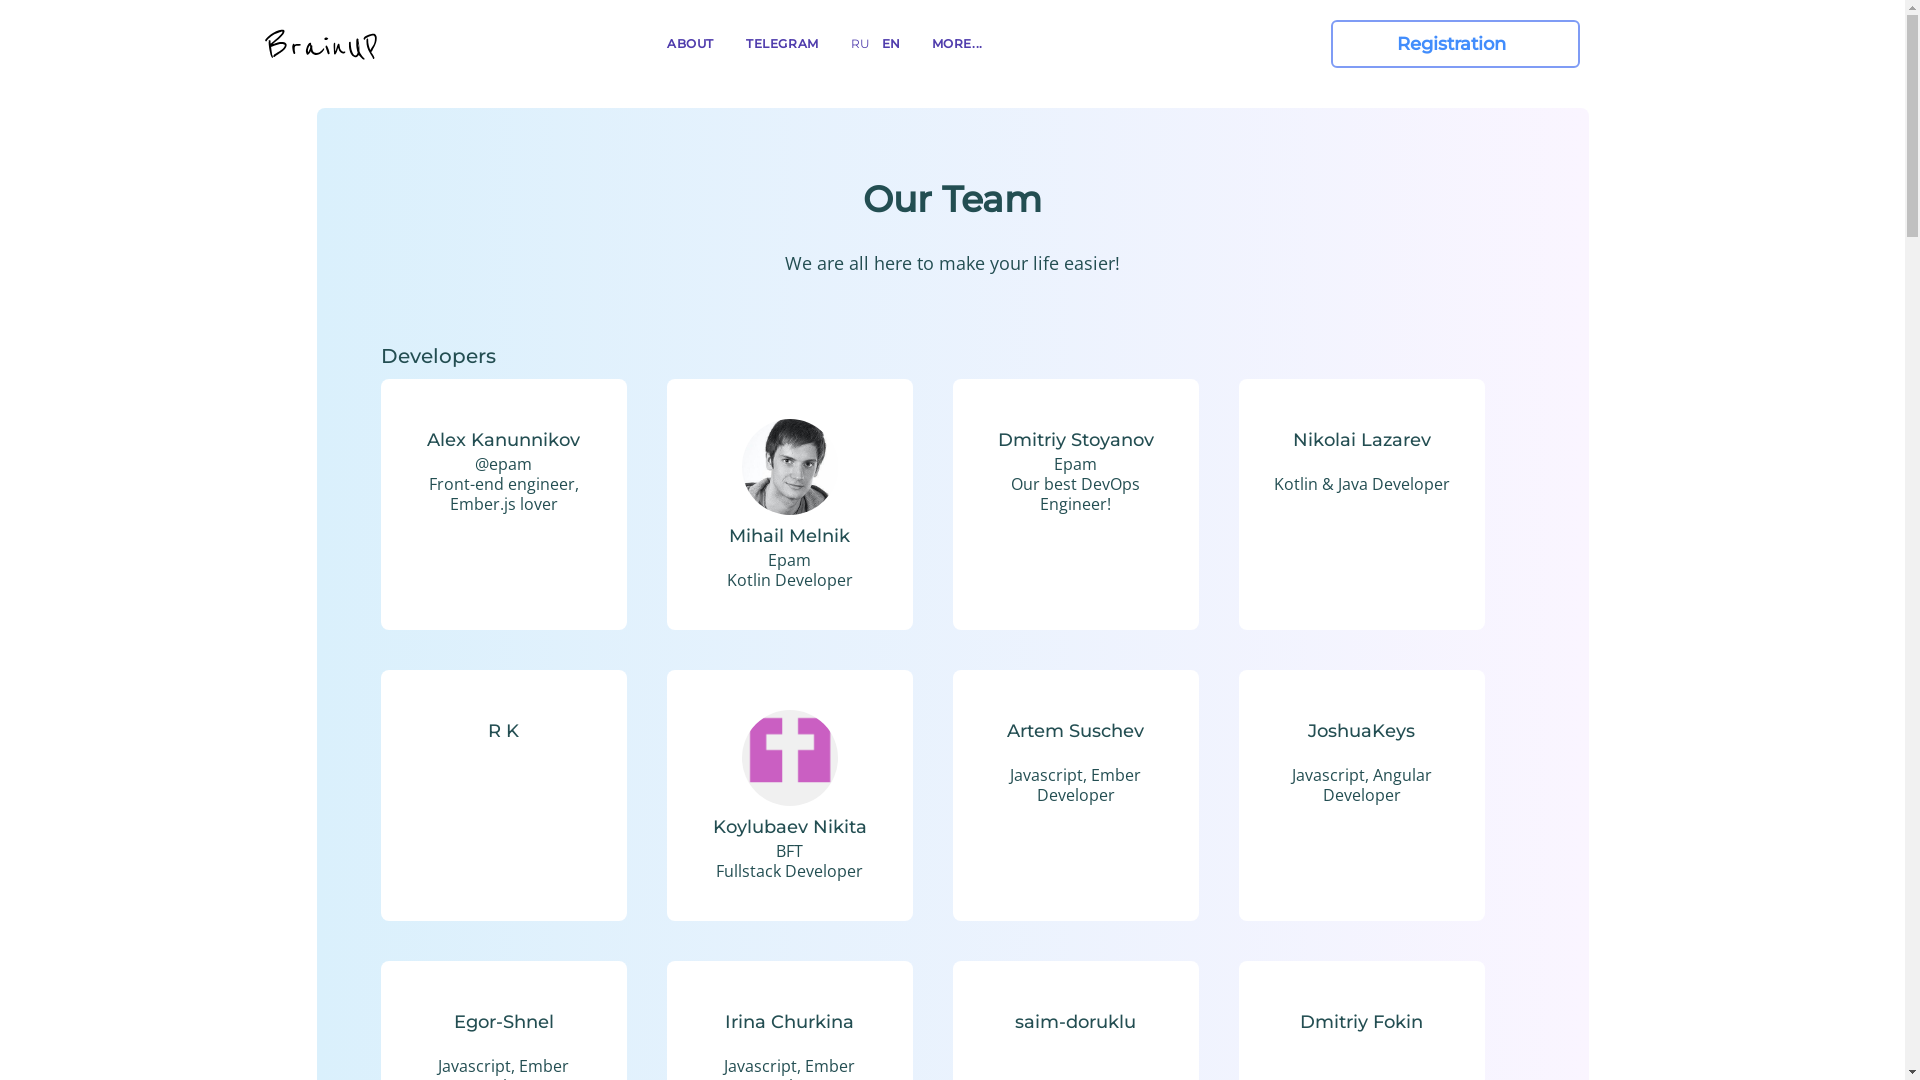 BrainUP
ABOUT
TELEGRAM
RU
EN
MORE...
Registration
Our Team
We are all here to make your life easier!
Developers
Alex Kanunnikov
@epam
Front-end engineer,
Ember.js lover
Mihail Melnik
Epam
Kotlin Developer
Dmitriy Stoyanov
Epam
Our best DevOps
Engineer!
Nikolai Lazarev
Kotlin & Java Developer
R K
Koylubaev Nikita
BFT
Fullstack Developer
Artem Suschev
Javascript, Ember
Developer
JoshuaKeys
Javascript, Angular
Developer
Egor-Shnel
Javascript, Ember
Irina Churkina
Javascript, Ember
saim-doruklu
Dmitriy Fokin